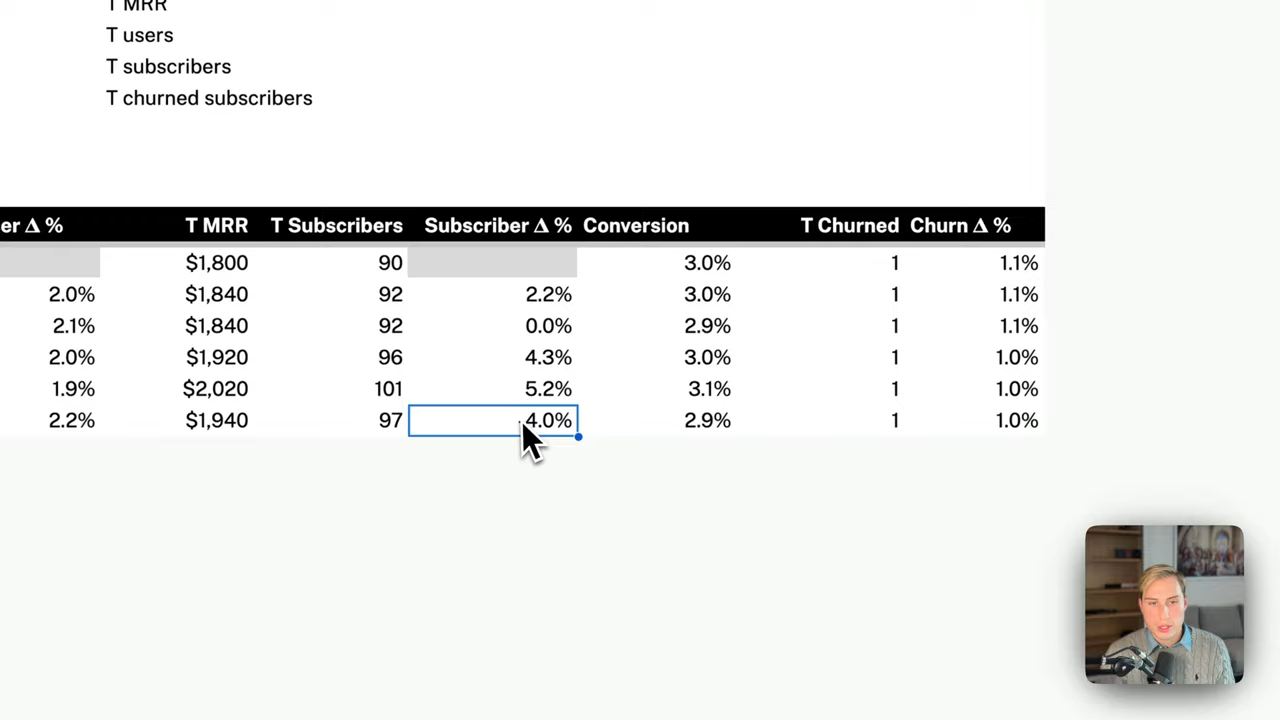 T MRR
T users
T subscribers
T churned subscribers
er Δ % T MRR T Subscribers Subscriber Δ % Conversion T Churned Churn Δ %
$1,800 90 3.0% 1 1.1%
2.0% $1,840 92 2.2% 3.0% 1 1.1%
2.1% $1,840 92 0.0% 2.9% 1 1.1%
2.0% $1,920 96 4.3% 3.0% 1 1.0%
1.9% $2,020 101 5.2% 3.1% 1 1.0%
2.2% $1,940 97 4.0% 2.9% 1 1.0%